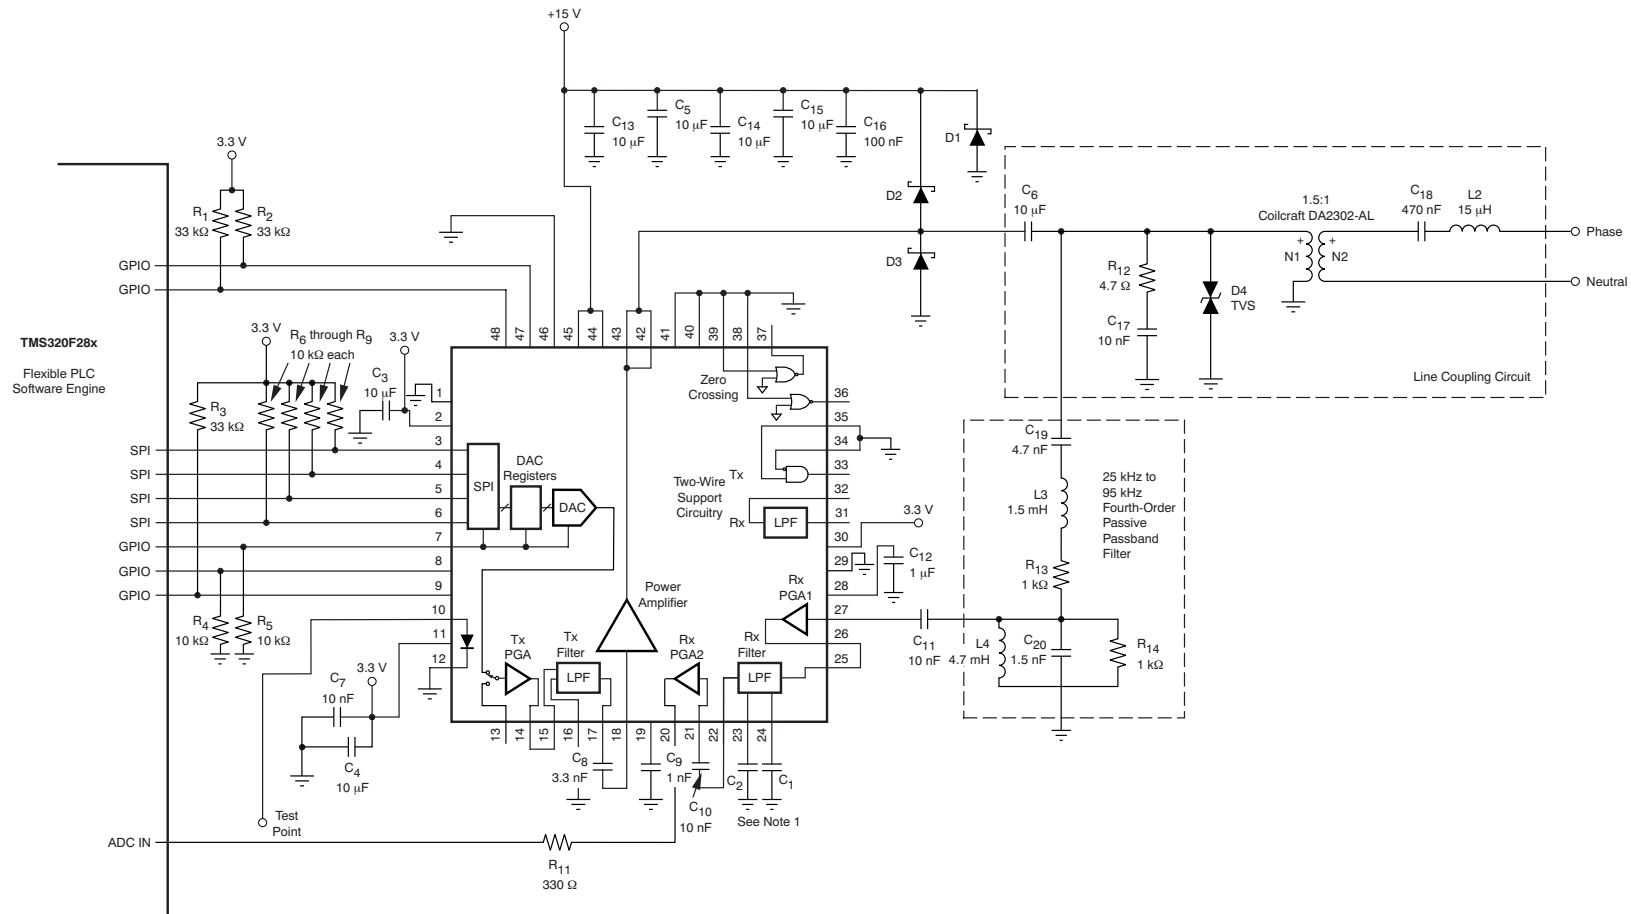 +15 V
C13
10 µF
C5
10 µF
C14
10 µF
C15
10 µF
C16
100 nF
D1
D2
D3
3.3 V
R1
33 kΩ
R2
33 kΩ
GPIO
GPIO
TMS320F28x
Flexible PLC
Software Engine
3.3 V
R6 through R9
10 kΩ each
3.3 V
C3
10 µF
R3
33 kΩ
SPI
SPI
SPI
SPI
GPIO
GPIO
GPIO
R4
10 kΩ
R5
10 kΩ
3.3 V
C7
10 nF
C4
10 µF
Test
Point
ADC IN
R11
330 Ω
48
47
46
45
44
43
42
41
40
39
38
37
1
2
3
4
5
6
7
8
9
10
11
12
SPI
DAC
Registers
DAC
Power
Amplifier
Tx
PGA
Tx
Filter
LPF
Rx
PGA2
Rx
Filter
LPF
Rx
PGA1
Zero
Crossing
Two-Wire
Support
Circuitry
Tx
Rx
LPF
36
35
34
33
32
31
30
29
28
27
26
25
13
14
15
16
17
18
19
20
21
22
23
24
C8
3.3 nF
C9
1 nF
C10
10 nF
C2
C1
See Note 1
3.3 V
C12
1 µF
C11
10 nF
C6
10 µF
R12
4.7 Ω
C17
10 nF
D4
TVS
1.5:1
Coilcraft DA2302-AL
+
N1
+
N2
C18
470 nF
L2
15 µH
Phase
Neutral
Line Coupling Circuit
C19
4.7 nF
L3
1.5 mH
R13
1 kΩ
25 kHz to
95 kHz
Fourth-Order
Passive
Passband
Filter
L4
4.7 mH
C20
1.5 nF
R14
1 kΩ